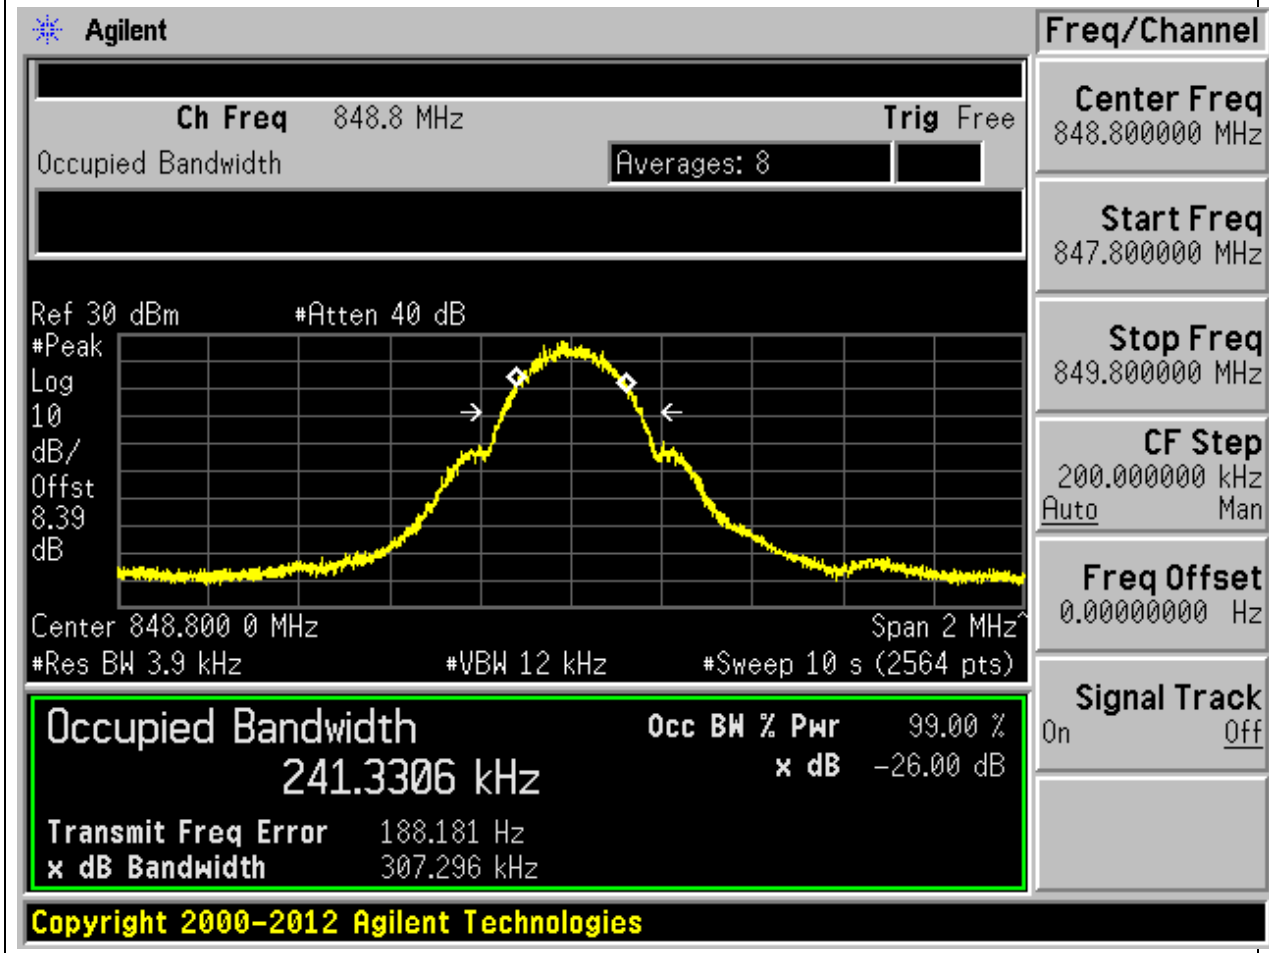 Agilent
Freq/Channel
Ch Freq 848.8 MHz Trig Free
Occupied Bandwidth Averages: 8
Center Freq
848.800000 MHz
Start Freq
847.800000 MHz
Stop Freq
849.800000 MHz
CF Step
200.000000 kHz
Auto Man
Freq Offset
0.00000000 Hz
Signal Track
On Off
Ref 30 dBm #Atten 40 dB
#Peak
Log
10
dB/
Offst
8.39
dB
Center 848.800 0 MHz Span 2 MHz^
#Res BW 3.9 kHz #VBW 12 kHz #Sweep 10 s (2564 pts)
Occupied Bandwidth Occ BW % Pwr 99.00 %
241.3306 kHz x dB -26.00 dB
Transmit Freq Error 188.181 Hz
x dB Bandwidth 307.296 kHz
Copyright 2000-2012 Agilent Technologies